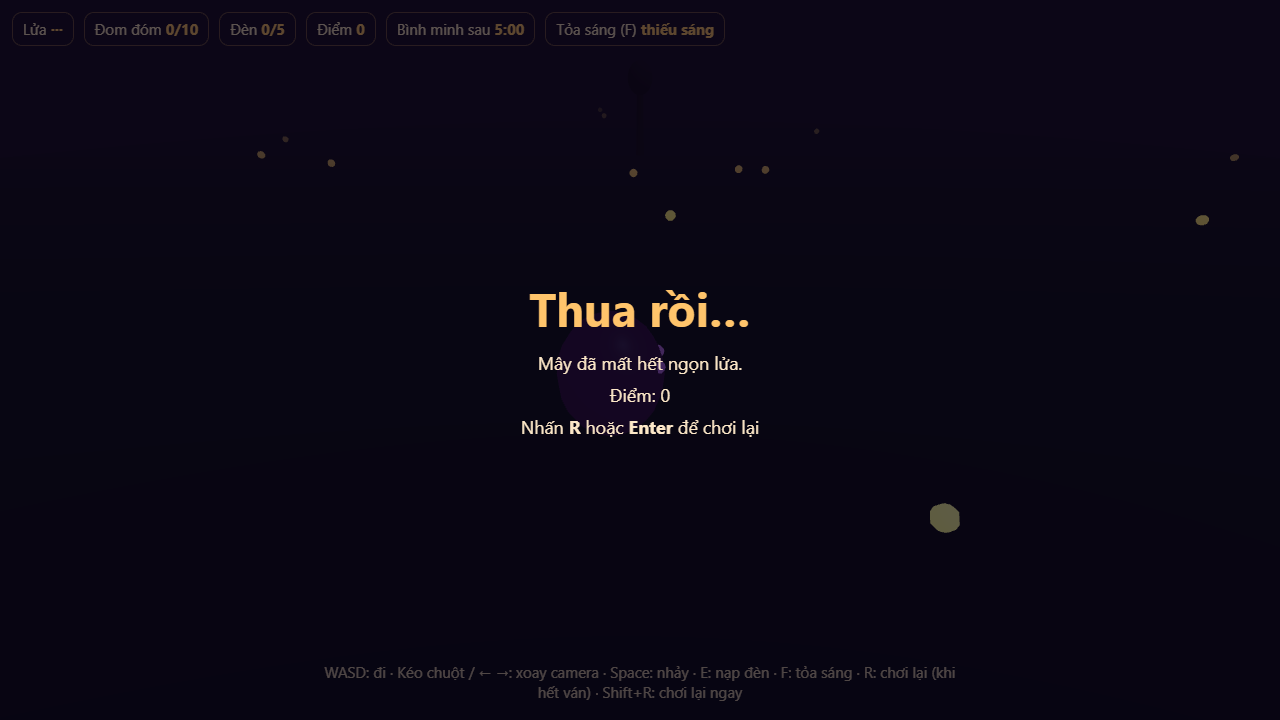 Lửa --- Đom đóm 0/10 Đèn 0/5 Điểm 0 Bình minh sau 5:00 Tỏa sáng (F) thiếu sáng
Thua rồi...
Mây đã mất hết ngọn lửa.
Điểm: 0
Nhấn R hoặc Enter để chơi lại
WASD: đi · Kéo chuột / ← →: xoay camera · Space: nhảy · E: nạp đèn · F: tỏa sáng · R: chơi lại (khi
hết ván) · Shift+R: chơi lại ngay